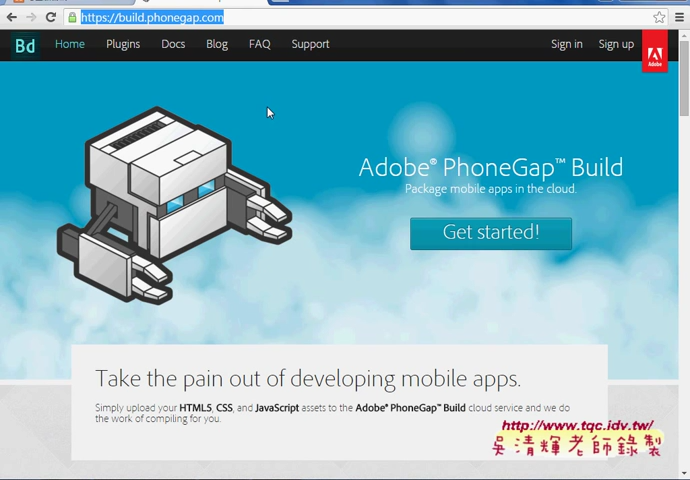 https://build.phonegap.com
Bd Home Plugins Docs Blog FAQ Support Sign in Sign up
Adobe
Adobe® PhoneGap™ Build
Package mobile apps in the cloud.
Get started!
Take the pain out of developing mobile apps.
Simply upload your HTML5, CSS, and JavaScript assets to the Adobe® PhoneGap™ Build cloud service and we do
the work of compiling for you.
http://www.tqc.idv.tw/
吳清輝老師錄製